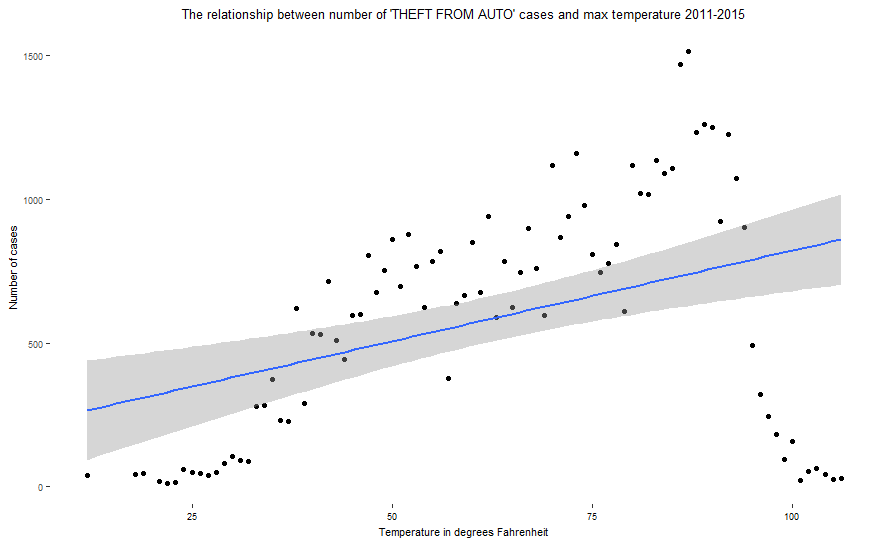 The relationship between number of 'THEFT FROM AUTO' cases and max temperature 2011-2015
1500
1000
500
0
Number of cases
25 50 75 100
Temperature in degrees Fahrenheit